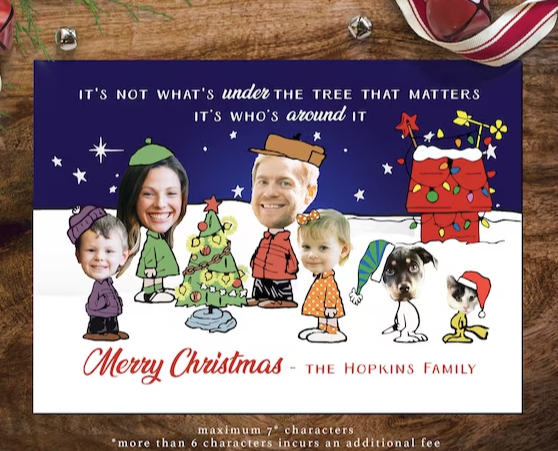 IT'S NOT WHAT'S under THE TREE THAT MATTERS
IT'S WHO'S around IT
Merry Christmas - THE HOPKINS FAMILY
maximum 7* characters
*more than 6 characters incurs an additional fee